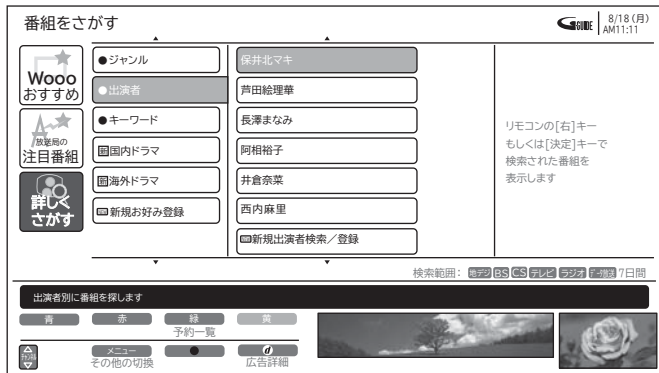 番組をさがす
G GUIDE
8/18(月)
AM11:11
Wooo
おすすめ
放送局の
注目番組
詳しく
さがす
●ジャンル
●出演者
●キーワード
新国内ドラマ
新海外ドラマ
新規お好み登録
保井北マキ
芦田絵理華
長澤まなみ
阿相裕子
井倉奈菜
西内麻里
新規出演者検索／登録
リモコンの[右]キー
もしくは[決定]キーで
検索された番組を
表示します
検索範囲: 地デジ BS CS テレビ ラジオ データ放送 7日間
出演者別に番組を探します
青 赤 緑 黄
予約一覧
チャンネル メニュー ● d
その他の切換 広告詳細